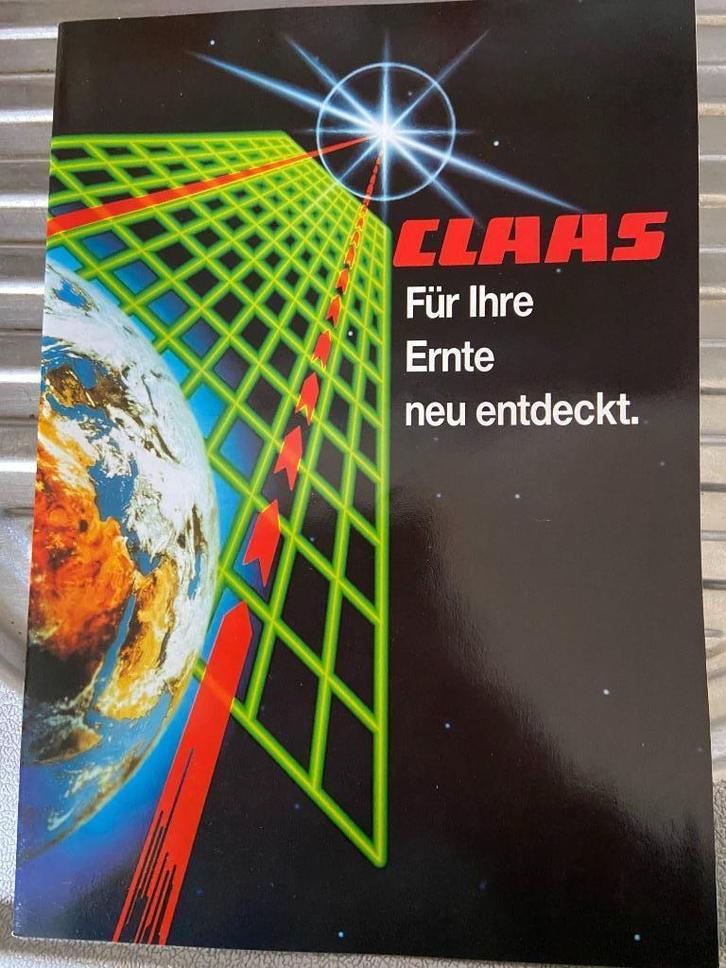 CLAAS
Für Ihre
Ernte
neu entdeckt.